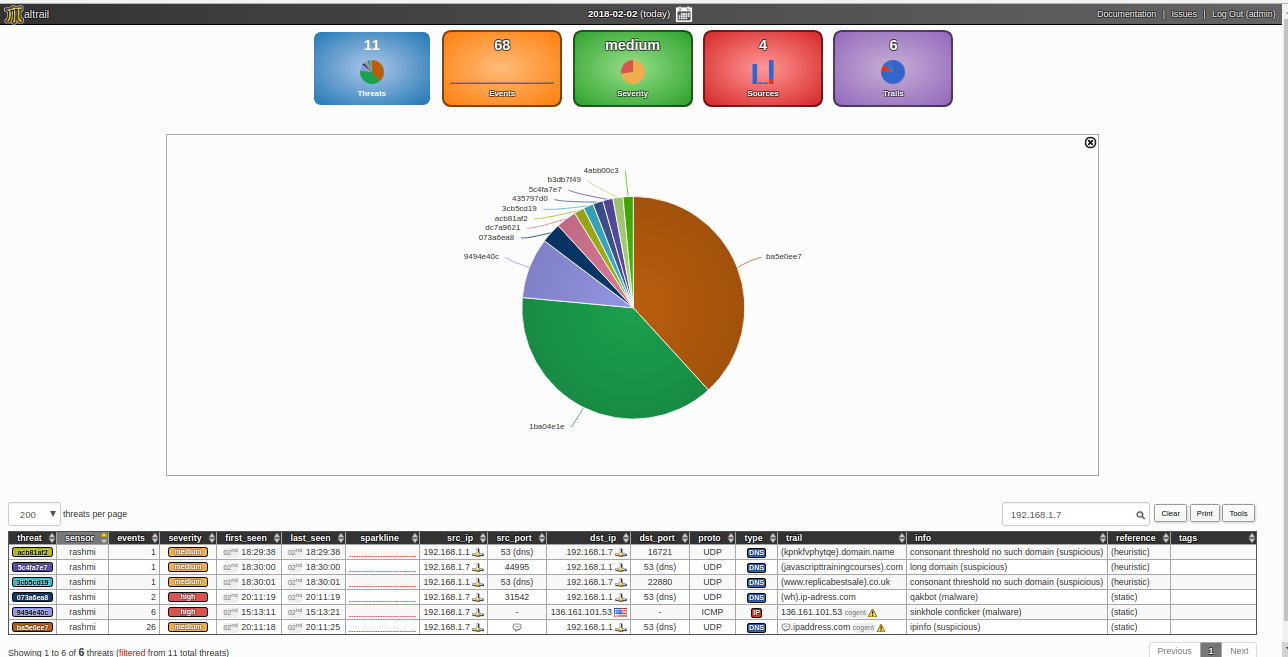 altrail 2018-02-02 (today) Documentation | Issues | Log Out (admin)
11 68 medium 4 6
Threats Events Severity Sources Trails
4abb00c3
b3db7f49
5c4fa7e7
435797d0
3cb5cd19
acb81af2
dc7a9621
073a6ea8
9494e40c
ba5e0ee7
1ba04e1e
200 threats per page 192.168.1.7 Clear Print Tools
threat sensor events severity first_seen last_seen sparkline src_ip src_port dst_ip dst_port proto type trail info reference tags
acb81af2 rashmi 1 medium 02nd 18:29:38 02nd 18:29:38 192.168.1.1 53 (dns) 192.168.1.7 16721 UDP DNS (kpnkfvphytqe).domain.name consonant threshold no such domain (suspicious) (heuristic)
5c4fa7e7 rashmi 1 medium 02nd 18:30:00 02nd 18:30:00 192.168.1.7 44995 192.168.1.1 53 (dns) UDP DNS (javascripttrainingcourses).com long domain (suspicious) (heuristic)
3cb5cd19 rashmi 1 medium 02nd 18:30:01 02nd 18:30:01 192.168.1.1 53 (dns) 192.168.1.7 22880 UDP DNS (www.replicabestsale).co.uk consonant threshold no such domain (suspicious) (heuristic)
073a6ea8 rashmi 2 high 02nd 20:11:19 02nd 20:11:19 192.168.1.7 31542 192.168.1.1 53 (dns) UDP DNS (wh).ip-adress.com qakbot (malware) (static)
9494e40c rashmi 6 high 02nd 15:13:11 02nd 15:13:21 192.168.1.7 - 136.161.101.53 - ICMP IP 136.161.101.53 cogent sinkhole conficker (malware) (static)
ba5e0ee7 rashmi 26 medium 02nd 20:11:18 02nd 20:11:25 192.168.1.7 192.168.1.1 53 (dns) UDP DNS .ipaddress.com cogent ipinfo (suspicious) (static)
Showing 1 to 6 of 6 threats (filtered from 11 total threats) Previous 1 Next